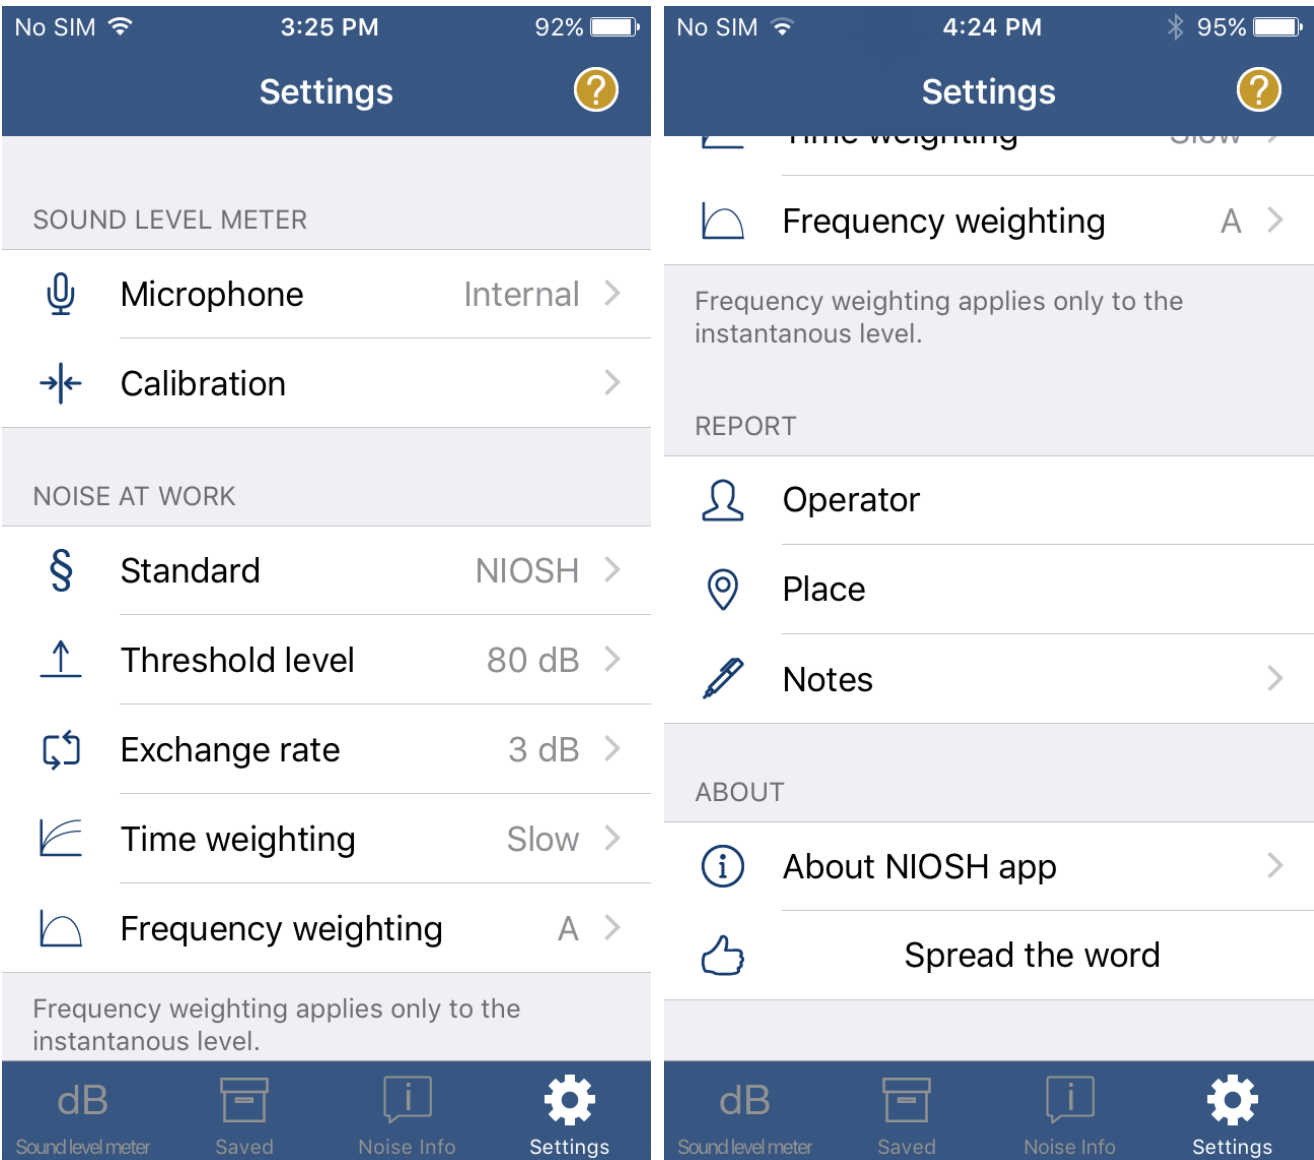 No SIM 3:25 PM 92%
Settings ?
SOUND LEVEL METER
Microphone Internal
Calibration
NOISE AT WORK
§ Standard NIOSH
Threshold level 80 dB
Exchange rate 3 dB
Time weighting Slow
Frequency weighting A
Frequency weighting applies only to the
instantanous level.
dB
Sound level meter Saved Noise Info Settings
No SIM 4:24 PM 95%
Settings ?
Time weighting Slow
Frequency weighting A
Frequency weighting applies only to the
instantanous level.
REPORT
Operator
Place
Notes
ABOUT
About NIOSH app
Spread the word
dB
Sound level meter Saved Noise Info Settings